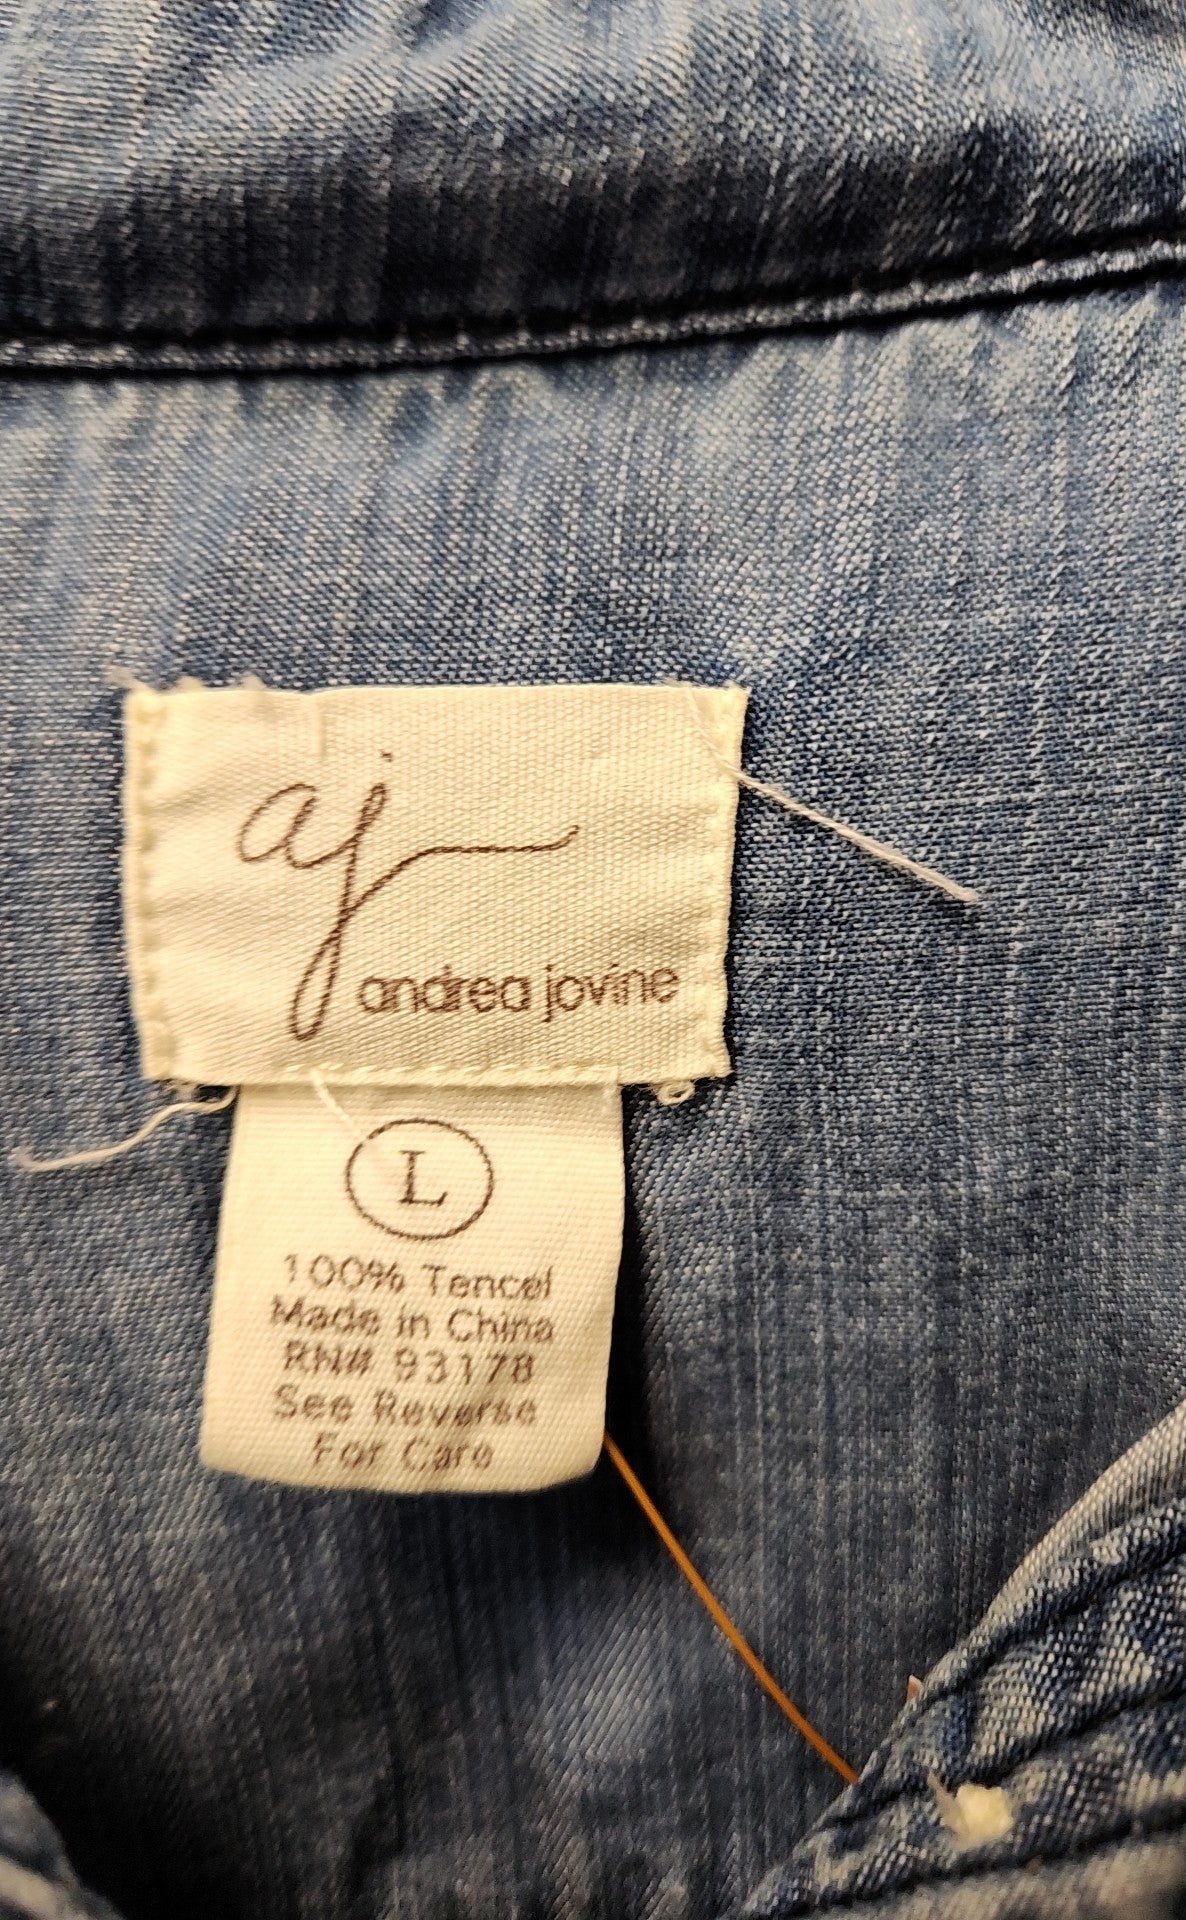 aj
andrea jovine
L
100% Tencel
Made in China
RN# 93178
See Reverse
For Care